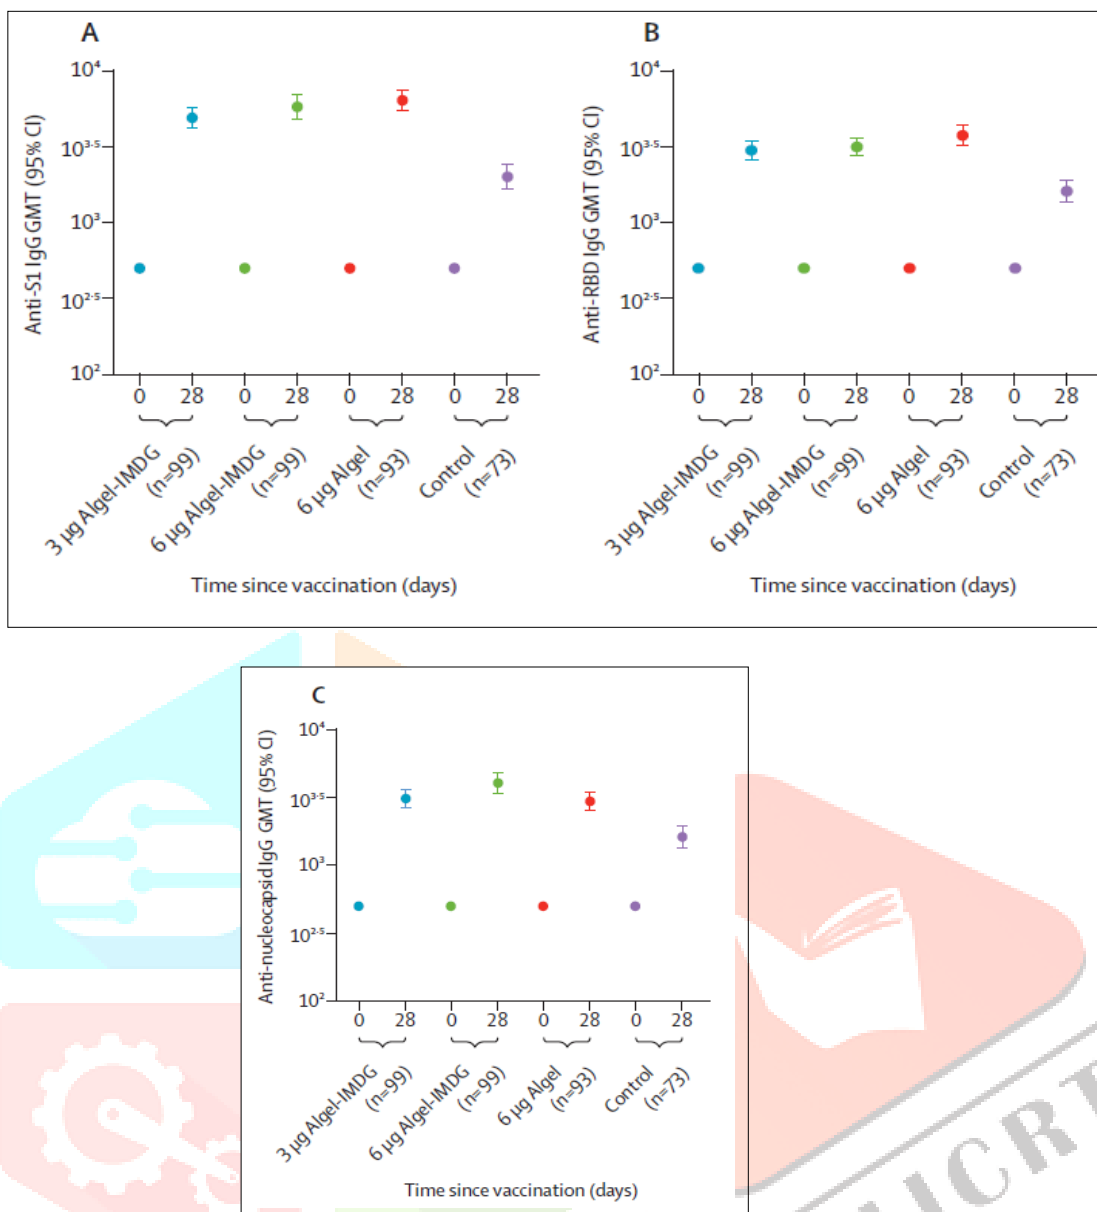 A
Anti-S1 IgG GMT (95% CI)
10⁴
10³·⁵
10³
10²·⁵
10²
0 28 0 28 0 28 0 28
3 µg Algel-IMDG (n=99)
6 µg Algel-IMDG (n=99)
6 µg Algel (n=93)
Control (n=73)
Time since vaccination (days)
B
Anti-RBD IgG GMT (95% CI)
10⁴
10³·⁵
10³
10²·⁵
10²
0 28 0 28 0 28 0 28
3 µg Algel-IMDG (n=99)
6 µg Algel-IMDG (n=99)
6 µg Algel (n=93)
Control (n=73)
Time since vaccination (days)
C
Anti-nucleocapsidIgG GMT (95% CI)
10⁴
10³·⁵
10³
10²·⁵
10²
0 28 0 28 0 28 0 28
3 µg Algel-IMDG (n=99)
6 µg Algel-IMDG (n=99)
6 µg Algel (n=93)
Control (n=73)
Time since vaccination (days)